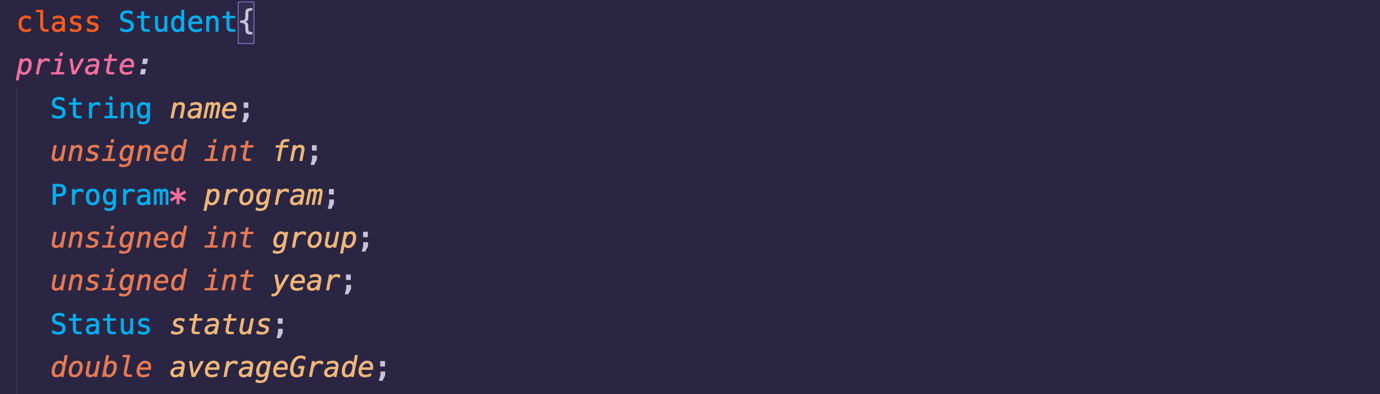 class Student{
private:
String name;
unsigned int fn;
Program* program;
unsigned int group;
unsigned int year;
Status status;
double averageGrade;